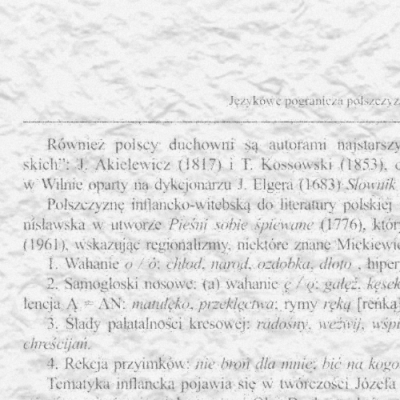 Językowe pogranicza polszczyz
Również polscy duchowni są autorami najstarszy
skich”: J. Akielewicz (1817) i T. Kossowski (1853),
w Wilnie oparty na dykcjonarzu J. Elgera (1683) Słownik
Polszczyznę inflancko-witebską do literatury polskiej
nisławska w utworze Pieśni sobie śpiewane (1776), któr
(1961), wskazując regionalizmy, niektóre znane Mickiewic
1. Wahanie o / ó: chłod, narod, ozdobka, dłoto , hiper
2. Samogłoski nosowe: (a) wahanie ę / ǫ: gałęź, kęsek
lencja Ą = AN: matulęko, przeklęctwa; rymy ręką [renka]
3. Ślady palatalności kresowej: radośny, weźwij, wśpi
chreścijan.
4. Rekcja przyimków: nie broń dla mnie, bić na kogo
Tematyka inflancka pojawia się w twórczości Józefa